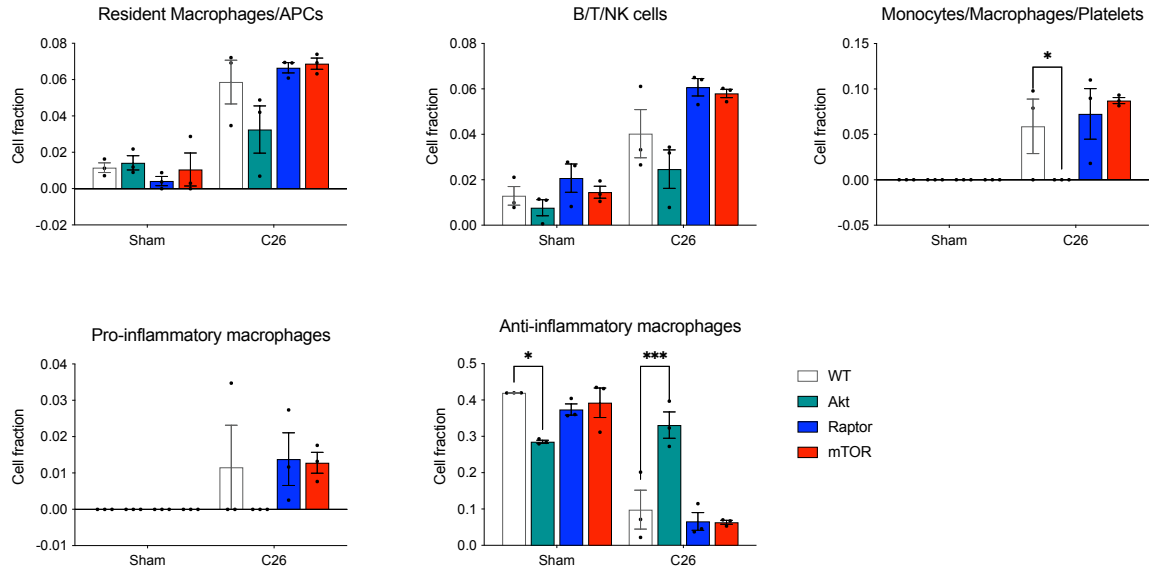 Resident Macrophages/APCs
Cell fraction
0.08
0.06
0.04
0.02
0.00
-0.02
Sham
C26
B/T/NK cells
Cell fraction
0.08
0.06
0.04
0.02
0.00
Sham
C26
Monocytes/Macrophages/Platelets
Cell fraction
0.15
0.10
0.05
0.00
-0.05
*
Sham
C26
Pro-inflammatory macrophages
Cell fraction
0.04
0.03
0.02
0.01
0.00
-0.01
Sham
C26
Anti-inflammatory macrophages
Cell fraction
0.5
0.4
0.3
0.2
0.1
0.0
*
***
Sham
C26
WT
Akt
Raptor
mTOR